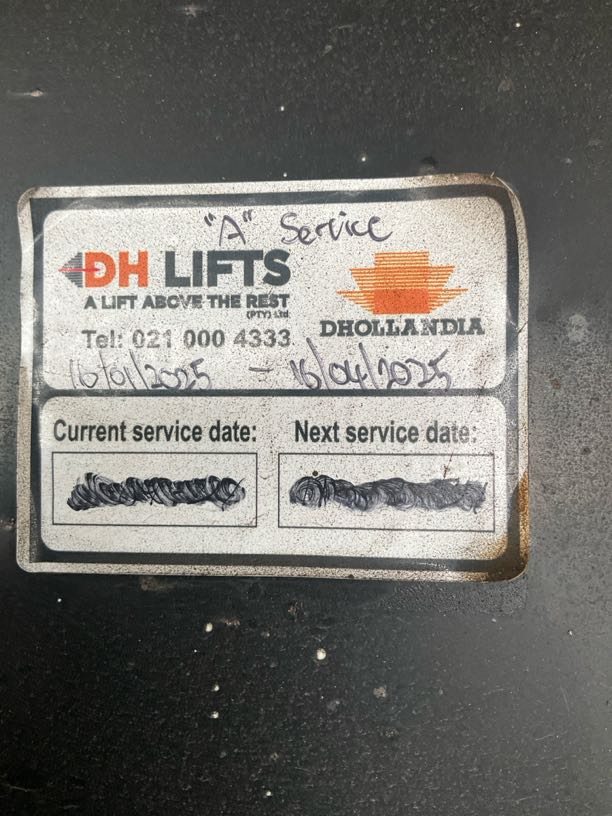 "A" Service
DH LIFTS
A LIFT ABOVE THE REST
(PTY) Ltd
DHOLLANDIA
Tel: 021 000 4333
16/01/2025 - 16/04/2025
Current service date: Next service date: